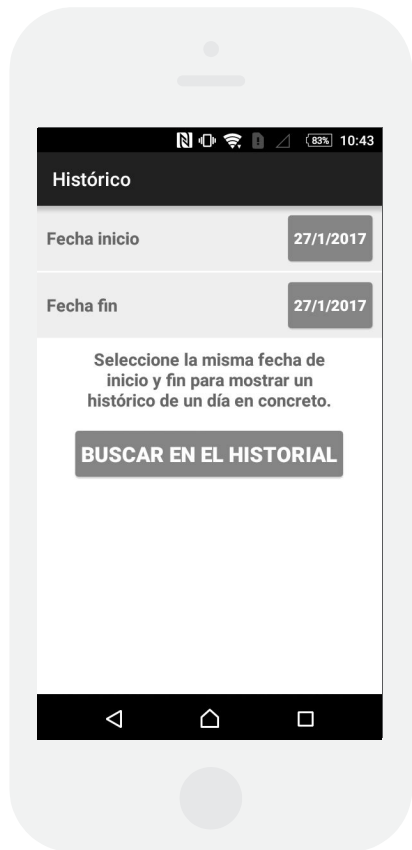 83% 10:43
Histórico
Fecha inicio 27/1/2017
Fecha fin 27/1/2017
Seleccione la misma fecha de
inicio y fin para mostrar un
histórico de un día en concreto.
BUSCAR EN EL HISTORIAL